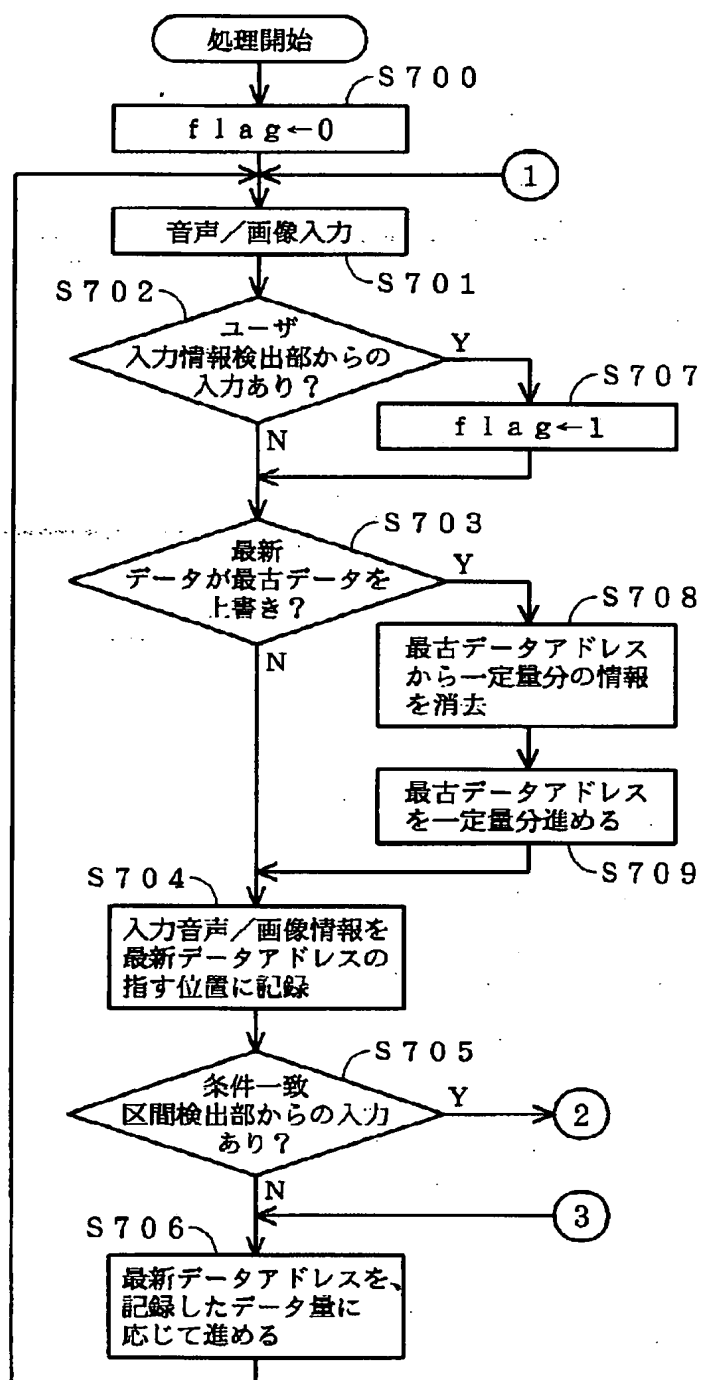 処理開始
S700
flag←0
1
音声／画像入力
S701
S702
ユーザ
入力情報検出部からの
入力あり？
Y
S707
flag←1
N
S703
最新
データが最古データを
上書き？
Y
S708
最古データアドレス
から一定量分の情報
を消去
N
最古データアドレス
を一定量分進める
S709
S704
入力音声／画像情報を
最新データアドレスの
指す位置に記録
S705
条件一致
区間検出部からの入力
あり？
Y
2
N
3
S706
最新データアドレスを、
記録したデータ量に
応じて進める